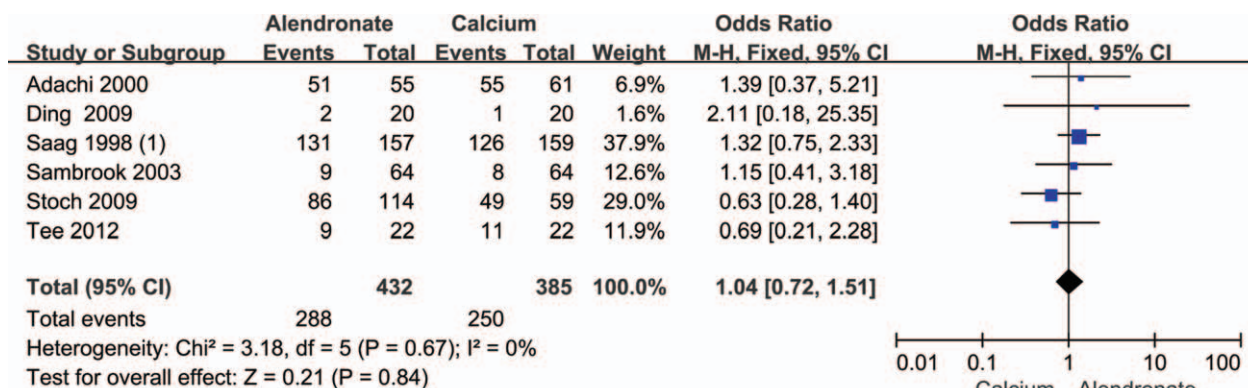 Alendronate Calcium Odds Ratio Odds Ratio
Study or Subgroup Events Total Events Total Weight M-H, Fixed, 95% CI M-H, Fixed, 95% CI
Adachi 2000 51 55 55 61 6.9% 1.39 [0.37, 5.21]
Ding 2009 2 20 1 20 1.6% 2.11 [0.18, 25.35]
Saag 1998 (1) 131 157 126 159 37.9% 1.32 [0.75, 2.33]
Sambrook 2003 9 64 8 64 12.6% 1.15 [0.41, 3.18]
Stoch 2009 86 114 49 59 29.0% 0.63 [0.28, 1.40]
Tee 2012 9 22 11 22 11.9% 0.69 [0.21, 2.28]
Total (95% CI) 432 385 100.0% 1.04 [0.72, 1.51]
Total events 288 250
Heterogeneity: Chi² = 3.18, df = 5 (P = 0.67); I² = 0%
0.01 0.1 1 10 100
Test for overall effect: Z = 0.21 (P = 0.84)
Calcium Alendronate